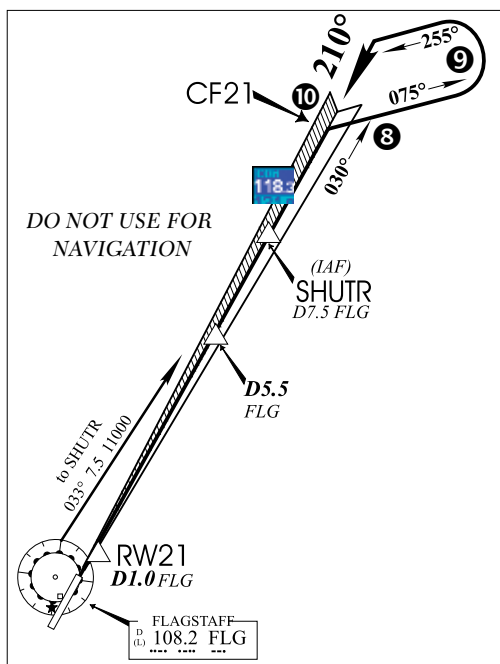 210°
255°
9
075°
8
10
CF21
030°
COM
118.3
DO NOT USE FOR
NAVIGATION
(IAF)
SHUTR
D7.5 FLG
D5.5
FLG
to SHUTR
033° 7.5 11000
RW21
D1.0 FLG
FLAGSTAFF
D
(L) 108.2 FLG